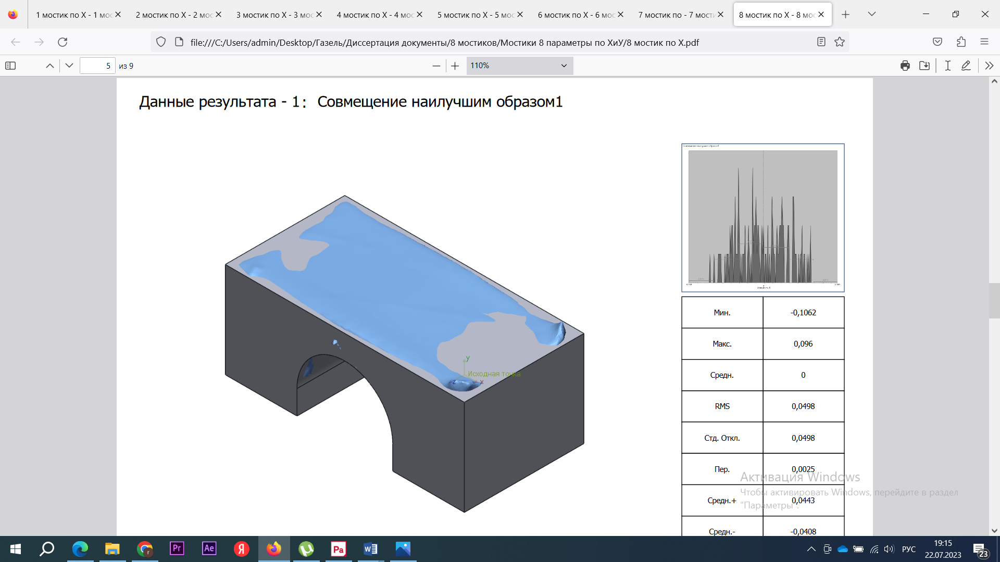 1 мостик по X - 1 мос
2 мостик по X - 2 мос
3 мостик по X - 3 мос
4 мостик по X - 4 мос
5 мостик по X - 5 мос
6 мостик по X - 6 мос
7 мостик по - 7 мости
8 мостик по X - 8 мос
file:///C:/Users/admin/Desktop/Газель/Диссертация документы/8 мостиков/Мостики 8 параметры по ХиУ/8 мостик по X.pdf
5 из 9
110%
Данные результата - 1: Совмещение наилучшим образом1
y
Исходная точка
z x
Мин. -0,1062
Макс. 0,096
Средн. 0
RMS 0,0498
Стд. Откл. 0,0498
Пер. 0,0025
Средн.+ 0,0443
Средн.- -0,0408
Активация Windows
Чтобы активировать Windows, перейдите в раздел
"Параметры".
Pr
Ae
Я
Pa
W
РУС
19:15
22.07.2023
23